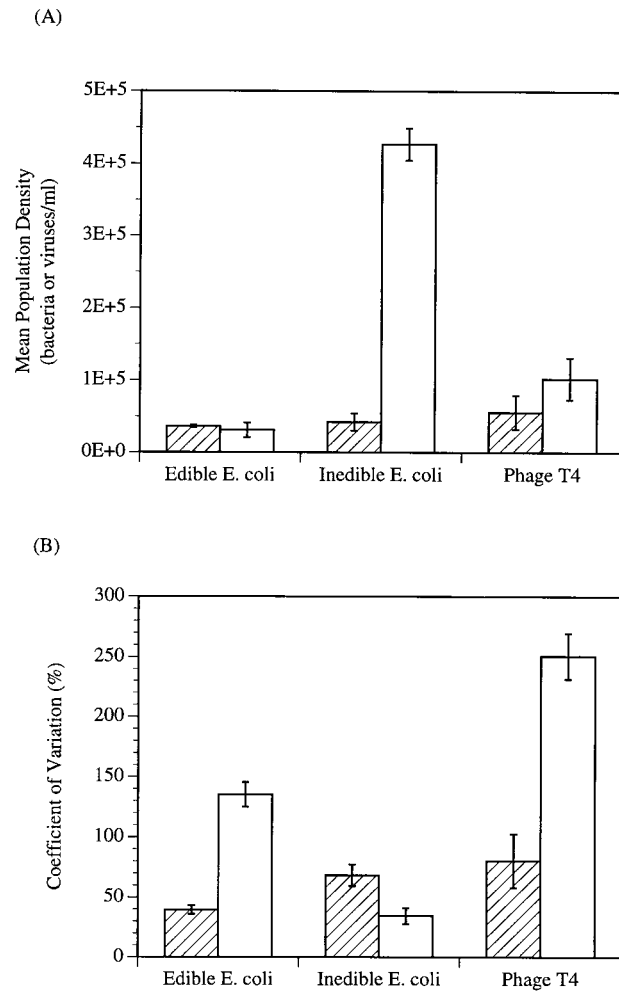 (A)
5E+5
4E+5
3E+5
2E+5
1E+5
0E+0
Mean Population Density
(bacteria or viruses/ml)
Edible E. coli
Inedible E. coli
Phage T4
(B)
300
250
200
150
100
50
0
Coefficient of Variation (%)
Edible E. coli
Inedible E. coli
Phage T4